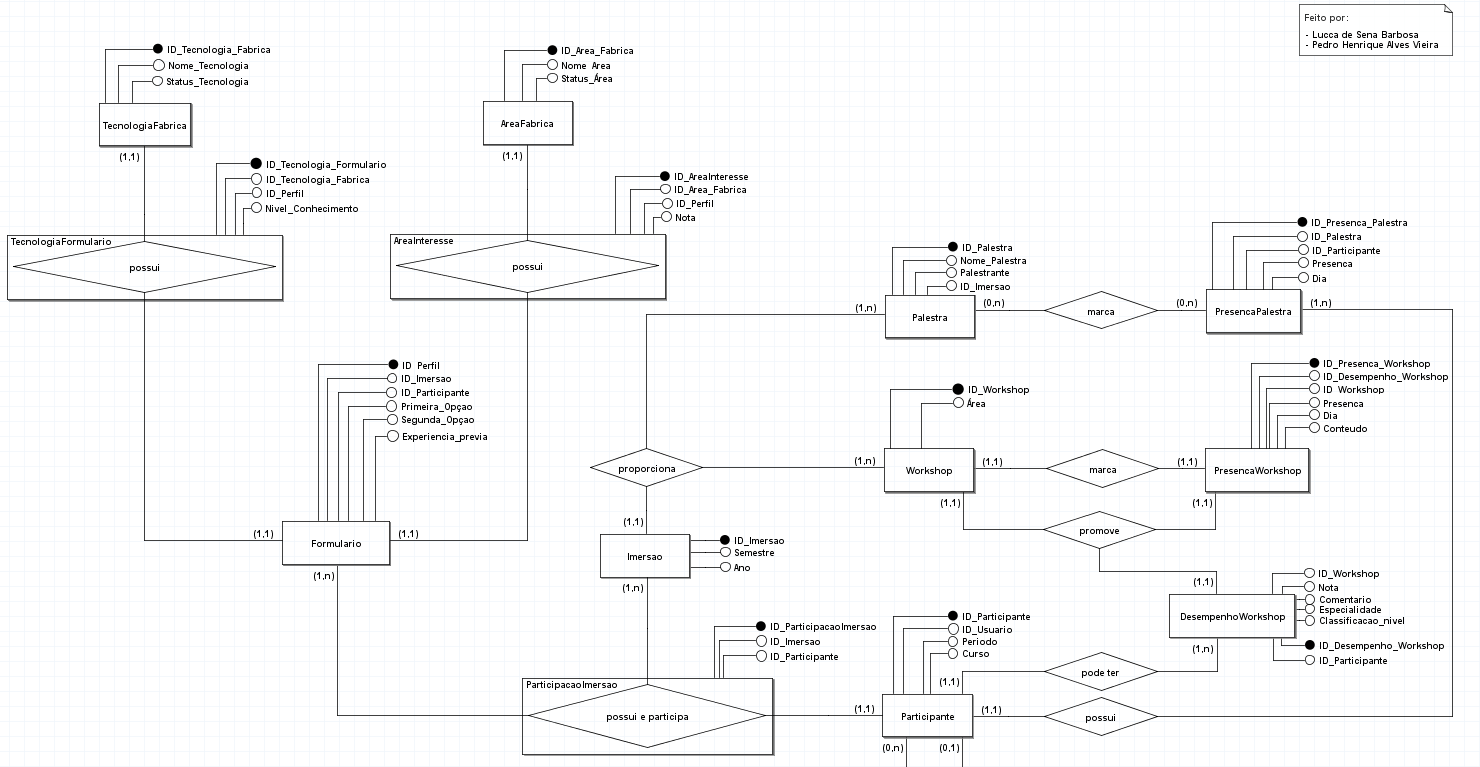 Feito por:
- Lucca de Sena Barbosa
- Pedro Henrique Alves Vieira
ID_Tecnologia_Fabrica
Nome_Tecnologia
Status_Tecnologia
TecnologiaFabrica
(1,1)
ID_Area_Fabrica
Nome Area
Status_Área
AreaFabrica
(1,1)
ID_Tecnologia_Formulario
ID_Tecnologia_Fabrica
ID_Perfil
Nivel_Conhecimento
TecnologiaFormulario
possui
ID_AreaInteresse
ID_Area_Fabrica
ID_Perfil
Nota
AreaInteresse
possui
ID_Palestra
Nome_Palestra
Palestrante
ID_Imersao
(1,n)
Palestra
(0,n)
marca
(0,n)
ID_Presenca_Palestra
ID_Palestra
ID_Participante
Presenca
Dia
PresencaPalestra
(1,n)
ID_Perfil
ID_Imersao
ID_Participante
Primeira_Opçao
Segunda_Opçao
Experiencia_previa
(1,1)
Formulario
(1,1)
(1,n)
ID_Workshop
Área
proporciona
(1,n)
Workshop
(1,1)
marca
(1,1)
ID_Presenca_Workshop
ID_Desempenho_Workshop
ID_Workshop
Presenca
Dia
Conteudo
PresencaWorkshop
(1,1)
promove
(1,1)
(1,1)
Imersao
ID_Imersao
Semestre
Ano
(1,n)
(1,1)
DesempenhoWorkshop
ID_Workshop
Nota
Comentario
Especialidade
Classificacao_nivel
ID_Desempenho_Workshop
ID_Participante
(1,n)
ID_ParticipacaoImersao
ID_Imersao
ID_Participante
ParticipacaoImersao
possui e participa
ID_Participante
ID_Usuario
Periodo
Curso
(1,1)
pode ter
(1,1)
Participante
(1,1)
possui
(0,n)
(0,1)